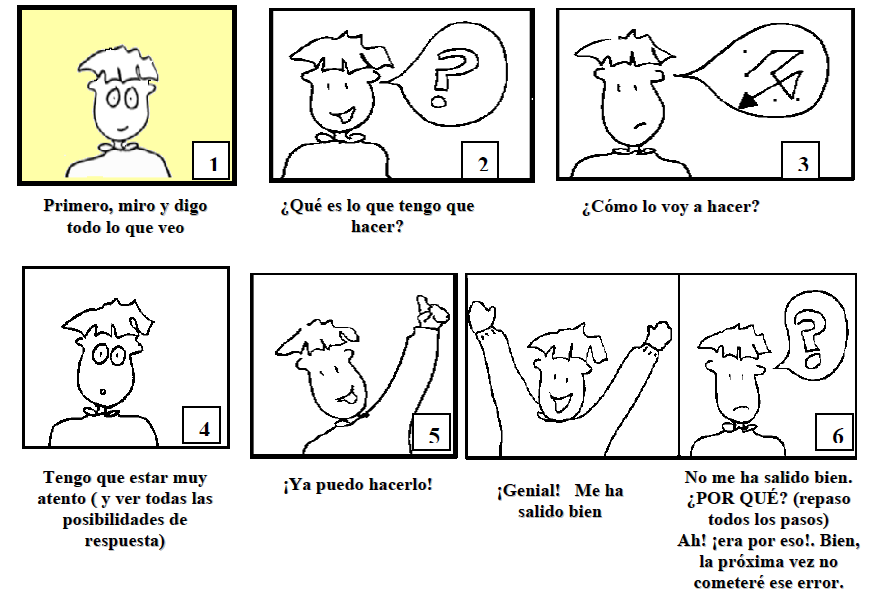 1
Primero, miro y digo
todo lo que veo
?
2
¿Qué es lo que tengo que
hacer?
3
¿Cómo lo voy a hacer?
4
Tengo que estar muy
atento ( y ver todas las
posibilidades de
respuesta)
5
¡Ya puedo hacerlo!
¡Genial!   Me ha
salido bien
?
6
No me ha salido bien.
¿POR QUÉ? (repaso
todos los pasos)
Ah! ¡era por eso!. Bien,
la próxima vez no
cometeré ese error.